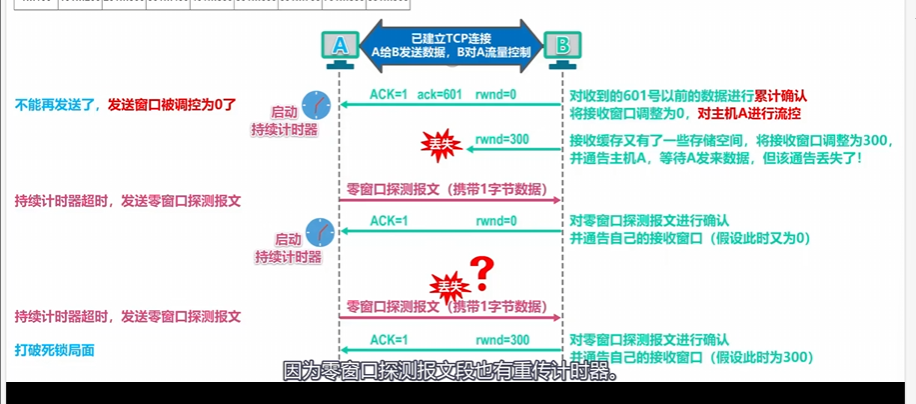 已建立TCP连接
A给B发送数据，B对A流量控制
A
B
不能再发送了，发送窗口被调控为0了
启动
持续计时器
ACK=1 ack=601 rwnd=0
对收到的601号以前的数据进行累计确认
将接收窗口调整为0，对主机A进行流控
丢失
rwnd=300
接收缓存又有了一些存储空间，将接收窗口调整为300，
并通告主机A，等待A发来数据，但该通告丢失了！
持续计时器超时，发送零窗口探测报文
零窗口探测报文（携带1字节数据）
启动
持续计时器
ACK=1 rwnd=0
对零窗口探测报文进行确认
并通告自己的接收窗口（假设此时又为0）
丢失
？
持续计时器超时，发送零窗口探测报文
零窗口探测报文（携带1字节数据）
打破死锁局面
ACK=1 rwnd=300
对零窗口探测报文进行确认
并通告自己的接收窗口（假设此时为300）
因为零窗口探测报文段也有重传计时器。